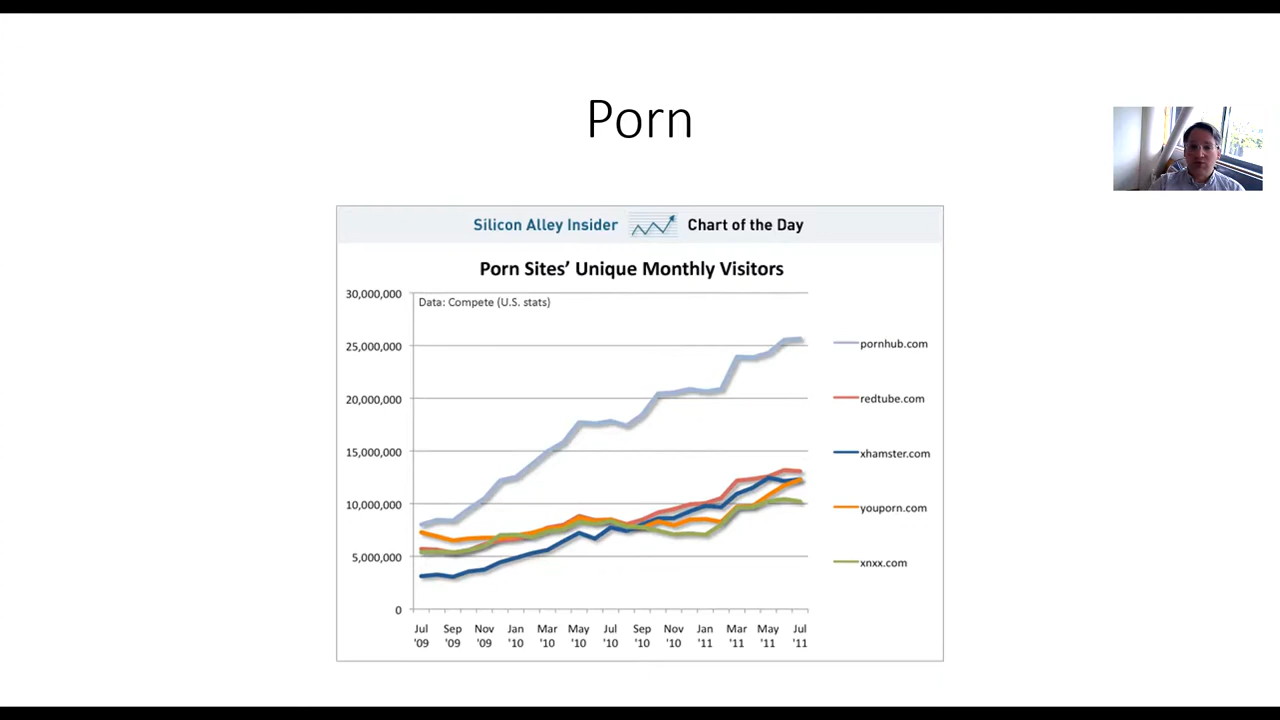 Porn
Silicon Alley Insider Chart of the Day
Porn Sites’ Unique Monthly Visitors
Data: Compete (U.S. stats)
30,000,000
25,000,000
20,000,000
15,000,000
10,000,000
5,000,000
0
Jul '09 Sep '09 Nov '09 Jan '10 Mar '10 May '10 Jul '10 Sep '10 Nov '10 Jan '11 Mar '11 May '11 Jul '11
pornhub.com
redtube.com
xhamster.com
youporn.com
xnxx.com